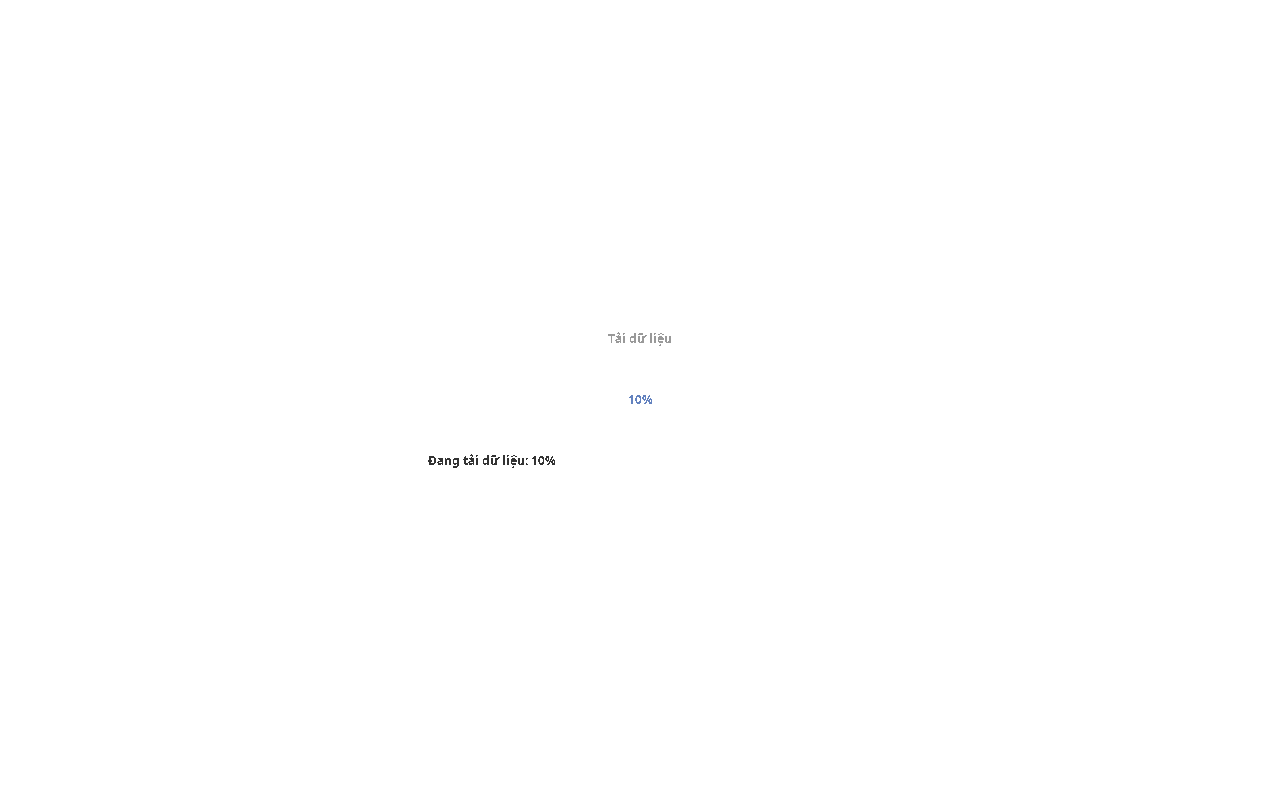 Tải dữ liệu
10%
Đang tải dữ liệu: 10%